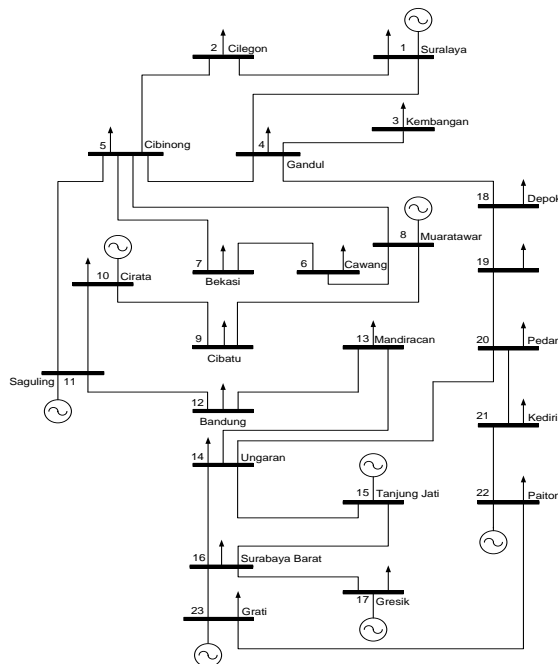 2 Cilegon
1 Suralaya
3 Kembangan
5 Cibinong
4 Gandul
18 Depok
8 Muaratawar
19
7 Bekasi
6 Cawang
10 Cirata
9 Cibatu
13 Mandiracan
20 Pedan
Saguling 11
12 Bandung
21 Kediri
14 Ungaran
15 Tanjung Jati
22 Paiton
16 Surabaya Barat
17 Gresik
23 Grati